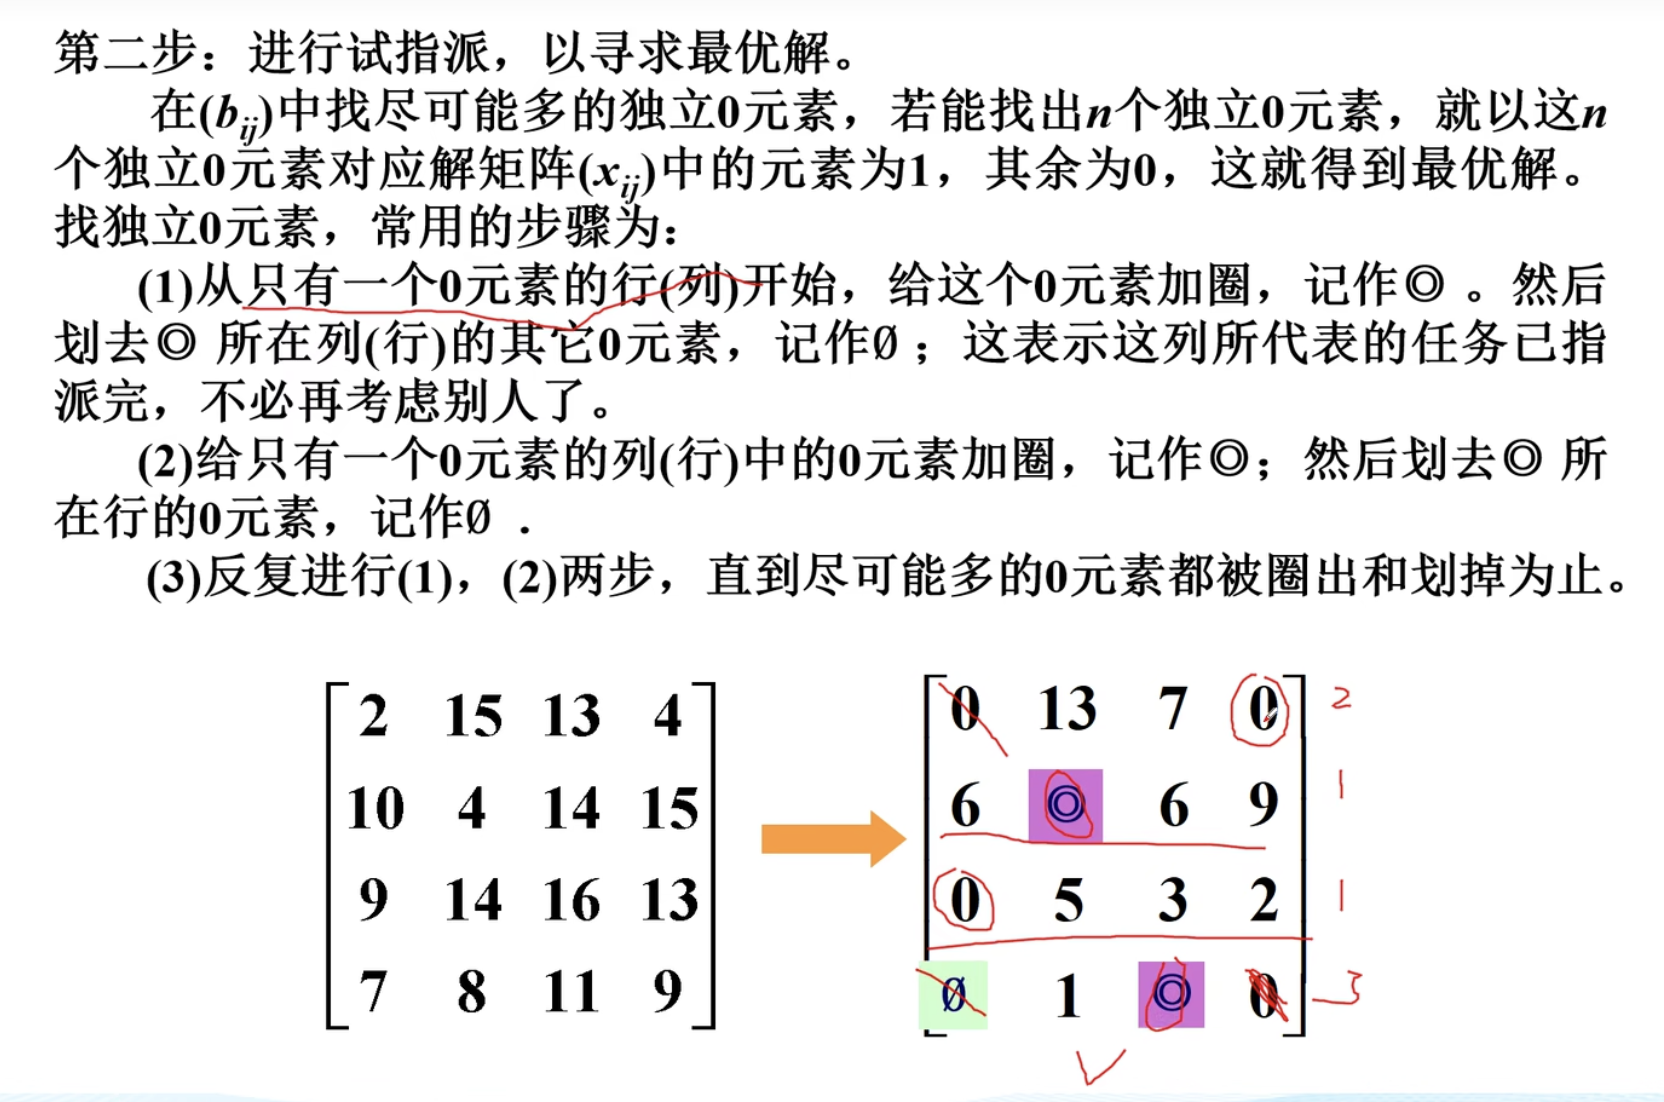 第二步：进行试指派，以寻求最优解。
在(bij)中找尽可能多的独立0元素，若能找出n个独立0元素，就以这n
个独立0元素对应解矩阵(xij)中的元素为1，其余为0，这就得到最优解。
找独立0元素，常用的步骤为：
(1)从只有一个0元素的行(列)开始，给这个0元素加圈，记作◎ 。然后
划去◎ 所在列(行)的其它0元素，记作Ø ；这表示这列所代表的任务已指
派完，不必再考虑别人了。
(2)给只有一个0元素的列(行)中的0元素加圈，记作◎；然后划去◎ 所
在行的0元素，记作Ø .
(3)反复进行(1)，(2)两步，直到尽可能多的0元素都被圈出和划掉为止。
2 15 13 4
10 4 14 15
9 14 16 13
7 8 11 9
0 13 7 0 2
6 ◎ 6 9 1
0 5 3 2 1
Ø 1 ◎ 0 3